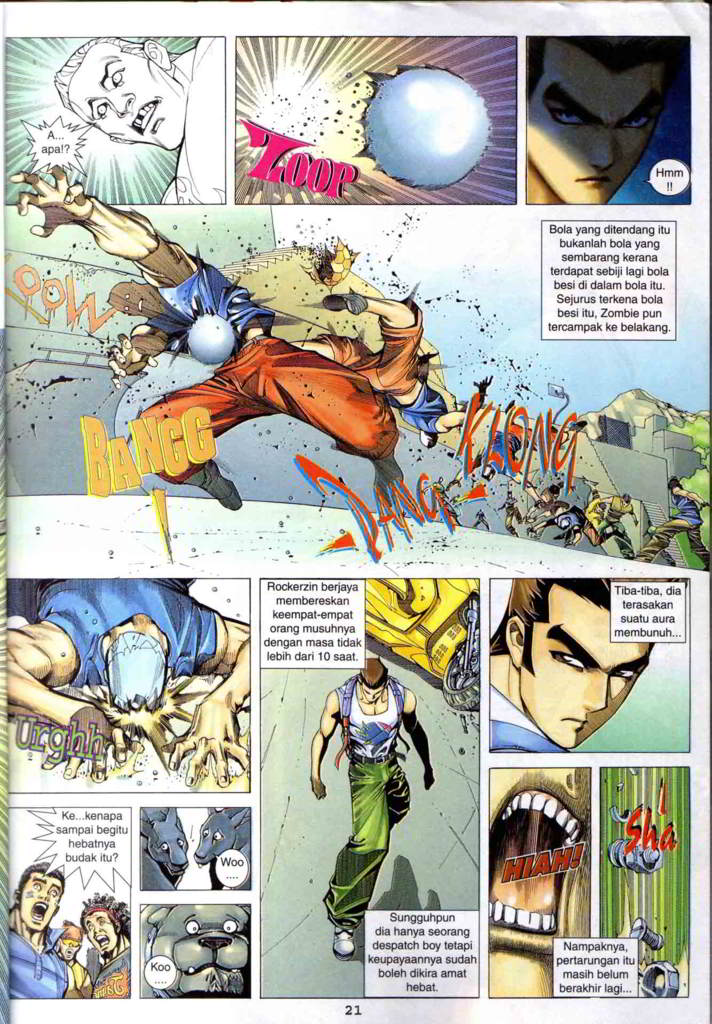 A...
apa!?
ZOOP
Hmm
!!
Bola yang ditendang itu
bukanlah bola yang
sembarang kerana
terdapat sebiji lagi bola
besi di dalam bola itu.
Sejurus terkena bola
besi itu, Zombie pun
tercampak ke belakang.
POOW
BANGG
DANG
KLONG
Urghh
Rockerzin berjaya
membereskan
keempat-empat
orang musuhnya
dengan masa tidak
lebih dari 10 saat.
Tiba-tiba, dia
terasakan
suatu aura
membunuh...
Ke...kenapa
sampai begitu
hebatnya
budak itu?
Woo
....
Koo
....
Sungguhpun
dia hanya seorang
despatch boy tetapi
keupayaannya sudah
boleh dikira amat
hebat.
HIAH!
Sha
Nampaknya,
pertarungan itu
masih belum
berakhir lagi...
21